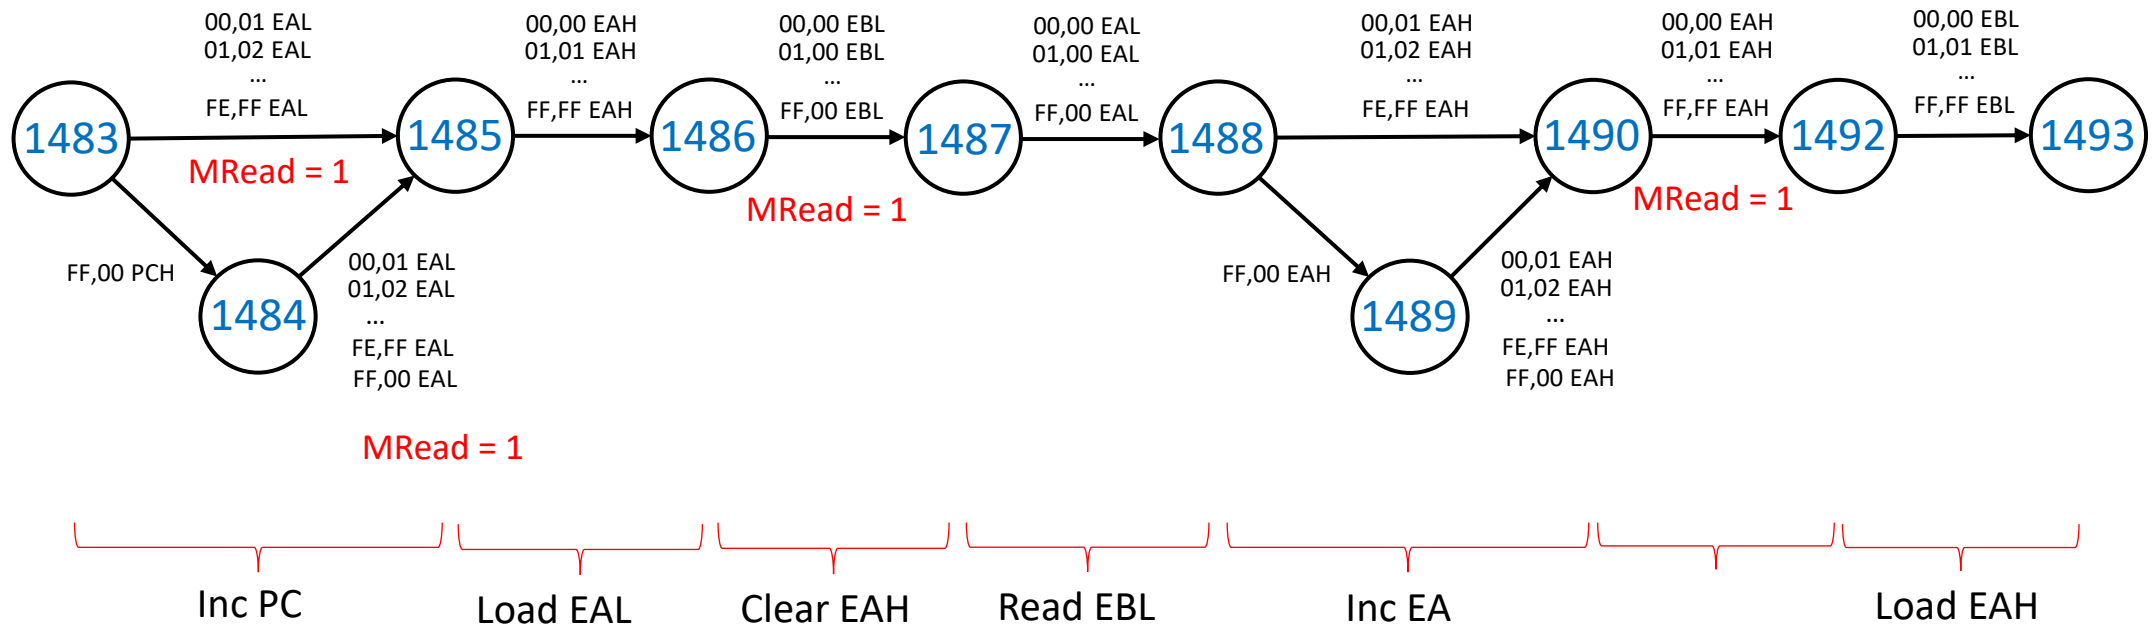 00,01 EAL
01,02 EAL
...
FE,FF EAL
00,00 EAH
01,01 EAH
...
FF,FF EAH
00,00 EBL
01,00 EBL
...
FF,00 EBL
00,00 EAL
01,00 EAL
...
FF,00 EAL
00,01 EAH
01,02 EAH
...
FE,FF EAH
00,00 EAH
01,01 EAH
...
FF,FF EAH
00,00 EBL
01,01 EBL
...
FF,FF EBL
1483
1485
1486
1487
1488
1490
1492
1493
MRead = 1
MRead = 1
MRead = 1
FF,00 PCH
1484
00,01 EAL
01,02 EAL
...
FE,FF EAL
FF,00 EAL
FF,00 EAH
1489
00,01 EAH
01,02 EAH
...
FE,FF EAH
FF,00 EAH
MRead = 1
Inc PC
Load EAL
Clear EAH
Read EBL
Inc EA
Load EAH